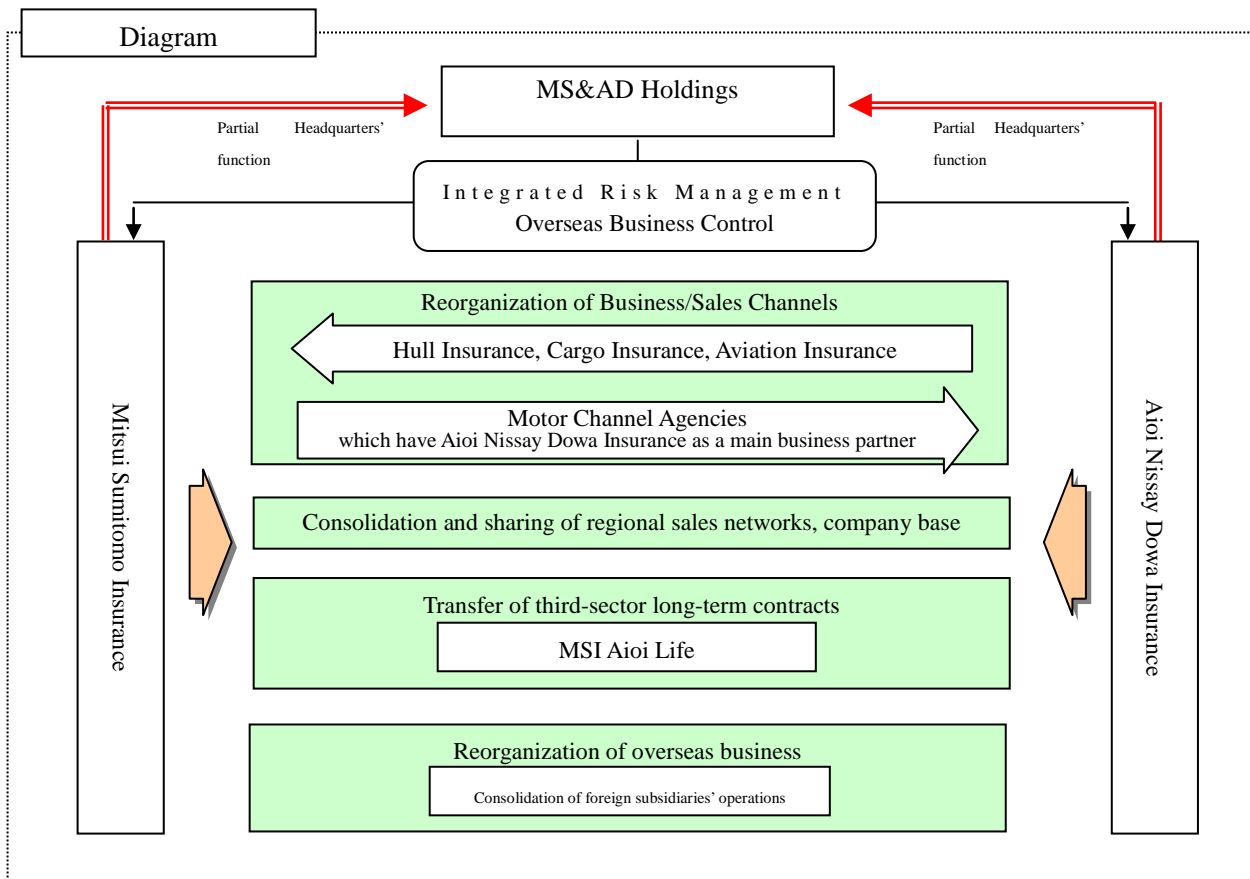 Diagram
MS&AD Holdings
Partial Headquarters’
function
Partial Headquarters’
function
Integrated Risk Management
Overseas Business Control
Mitsui Sumitomo Insurance
Aioi Nissay Dowa Insurance
Reorganization of Business/Sales Channels
Hull Insurance, Cargo Insurance, Aviation Insurance
Motor Channel Agencies
which have Aioi Nissay Dowa Insurance as a main business partner
Consolidation and sharing of regional sales networks, company base
Transfer of third-sector long-term contracts
MSI Aioi Life
Reorganization of overseas business
Consolidation of foreign subsidiaries’ operations